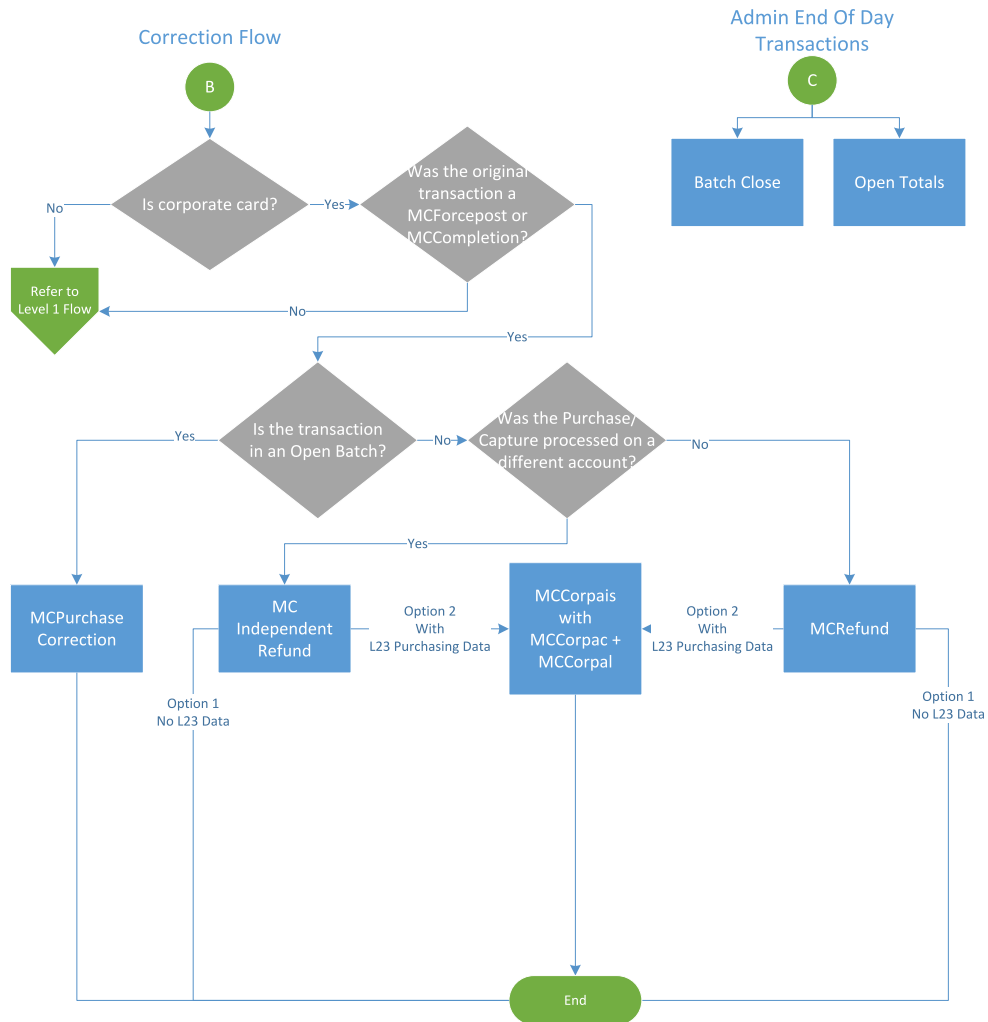 Correction Flow
Admin End Of Day
Transactions
B
C
Is corporate card?
Yes
Was the original
transaction a
MCForcepost or
MCCompletion?
Batch Close
Open Totals
No
Refer to
Level 1 Flow
No
Yes
Is the transaction
in an Open Batch?
Yes
No
Was the Purchase/
Capture processed on a
different account?
No
Yes
MCPurchase
Correction
MC
Independent
Refund
Option 2
With
L23 Purchasing Data
MCCorpais
with
MCCorpac +
MCCorpal
Option 2
With
L23 Purchasing Data
MCRefund
Option 1
No L23 Data
Option 1
No L23 Data
End